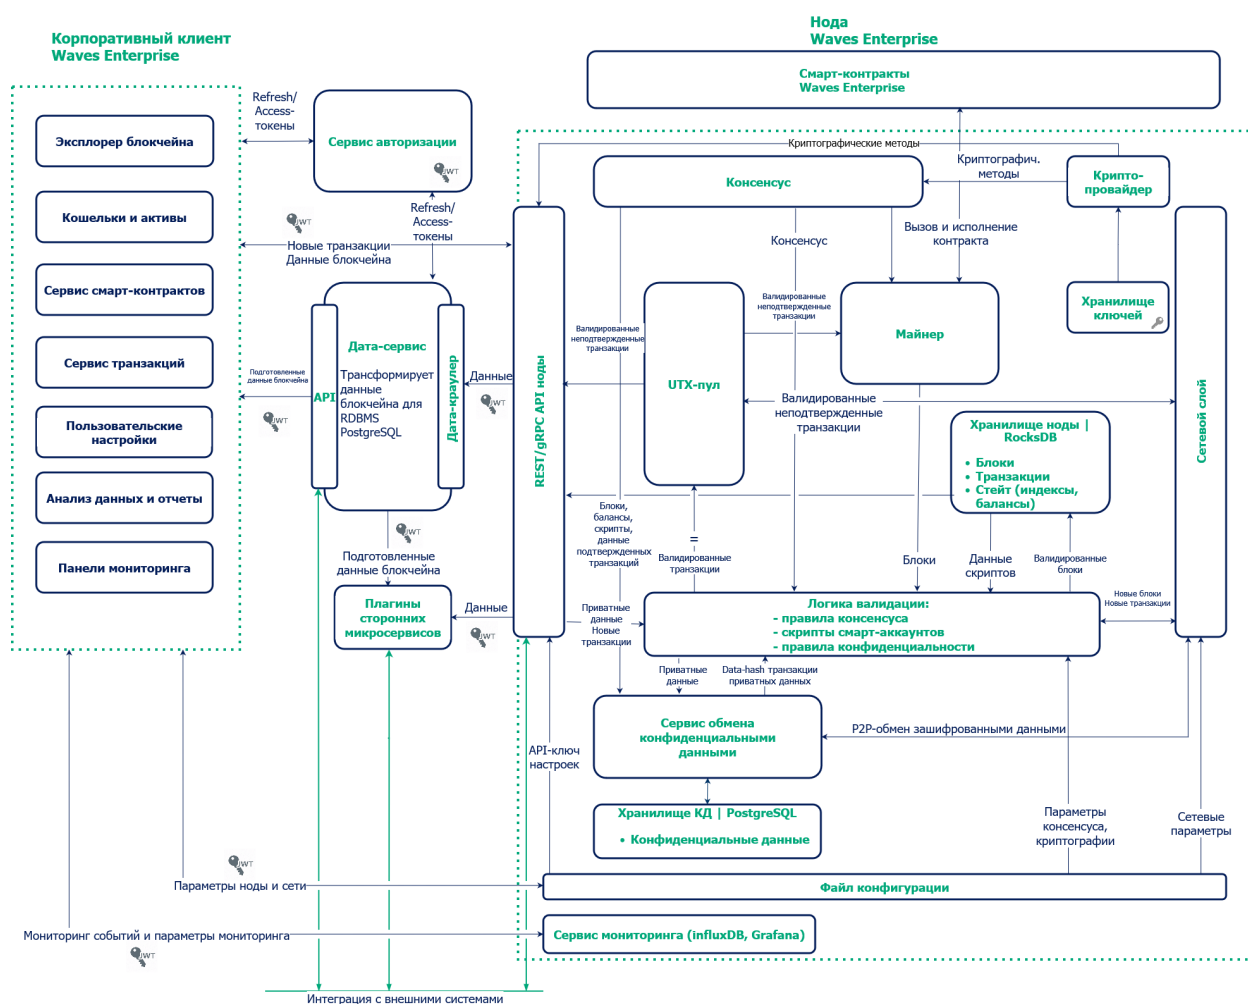 Корпоративный клиент
Waves Enterprise
Нода
Waves Enterprise
Смарт-контракты
Waves Enterprise
Эксплорер блокчейна
Кошельки и активы
Сервис смарт-контрактов
Сервис транзакций
Пользовательские
настройки
Анализ данных и отчеты
Панели мониторинга
Refresh/
Access-
токены
Сервис авторизации
JWT
Refresh/
Access-
токены
JWT
Новые транзакции
Данные блокчейна
API
Дата-сервис
Трансформирует
данные
блокчейна для
RDBMS
PostgreSQL
Дата-краулер
Подготовленные
данные блокчейна
JWT
Данные
JWT
JWT
Подготовленные
данные блокчейна
Плагины
сторонних
микросервисов
Данные
JWT
REST/gRPC API ноды
Криптографические методы
Консенсус
Криптографич.
методы
Крипто-
провайдер
Хранилище
ключей
Консенсус
Вызов и исполнение
контракта
Валидированные
неподтвержденные
транзакции
UTX-пул
Валидированные
неподтвержденные
транзакции
Майнер
Валидированные
неподтвержденные
транзакции
Сетевой слой
Хранилище ноды |
RocksDB
• Блоки
• Транзакции
• Стейт (индексы,
балансы)
Блоки,
балансы,
скрипты,
данные
подтвержденных
транзакций
=
Валидированные
транзакции
Блоки
Данные
скриптов
Валидированные
блоки
Приватные
данные
Новые
транзакции
Логика валидации:
- правила консенсуса
- скрипты смарт-аккаунтов
- правила конфиденциальности
Новые блоки
Новые транзакции
Приватные
данные
Data-hash транзакции
приватных данных
Сервис обмена
конфиденциальными
данными
P2P-обмен зашифрованными данными
API-ключ
настроек
Хранилище КД | PostgreSQL
• Конфиденциальные данные
Параметры
консенсуса,
криптографии
Сетевые
параметры
JWT
Параметры ноды и сети
Файл конфигурации
Мониторинг событий и параметры мониторинга
JWT
Сервис мониторинга (influxDB, Grafana)
Интеграция с внешними системами